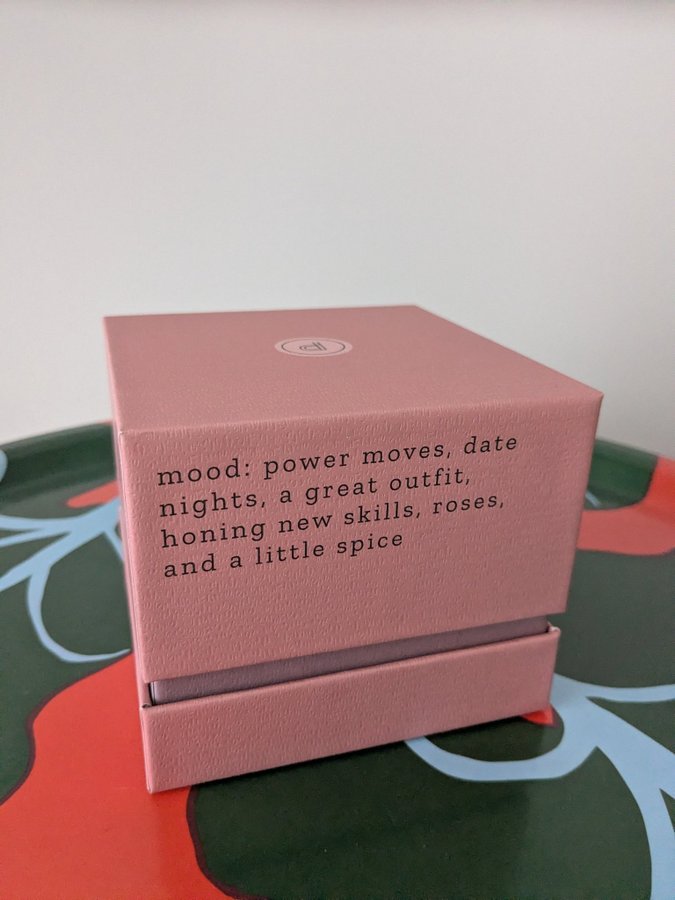 mood: power moves, date
nights, a great outfit,
honing new skills, roses,
and a little spice